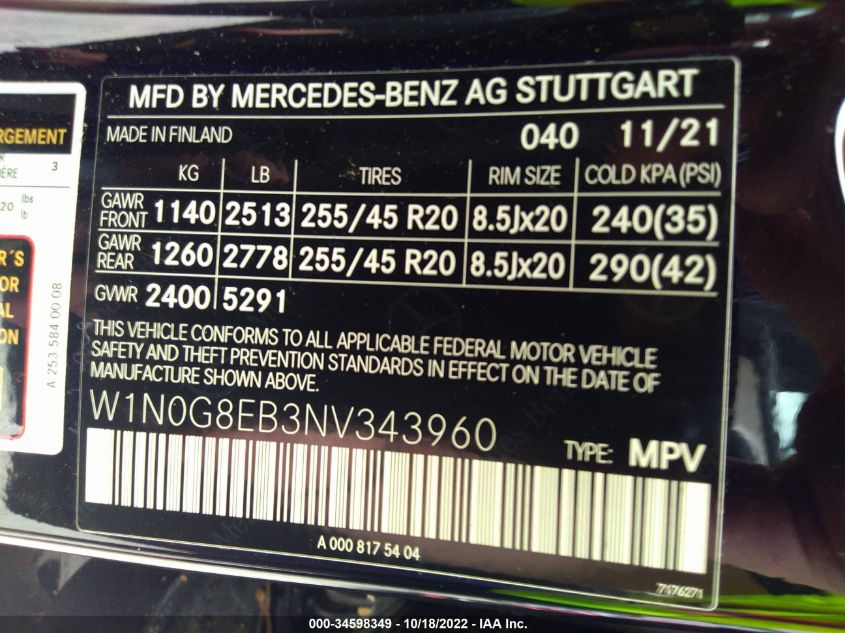 MFD BY MERCEDES-BENZ AG STUTTGART
MADE IN FINLAND 040 11/21
KG LB TIRES RIM SIZE COLD KPA (PSI)
GAWR FRONT 1140 2513 255/45 R20 8.5Jx20 240(35)
GAWR REAR 1260 2778 255/45 R20 8.5Jx20 290(42)
GVWR 2400 5291
THIS VEHICLE CONFORMS TO ALL APPLICABLE FEDERAL MOTOR VEHICLE
SAFETY AND THEFT PREVENTION STANDARDS IN EFFECT ON THE DATE OF
MANUFACTURE SHOWN ABOVE.
W1N0G8EB3NV343960
TYPE: MPV
A 000 817 54 04
7176271
3
lbs
lb.
A 253 584 00 08
000-34598349 / 10/18/2022 - IAA Inc.